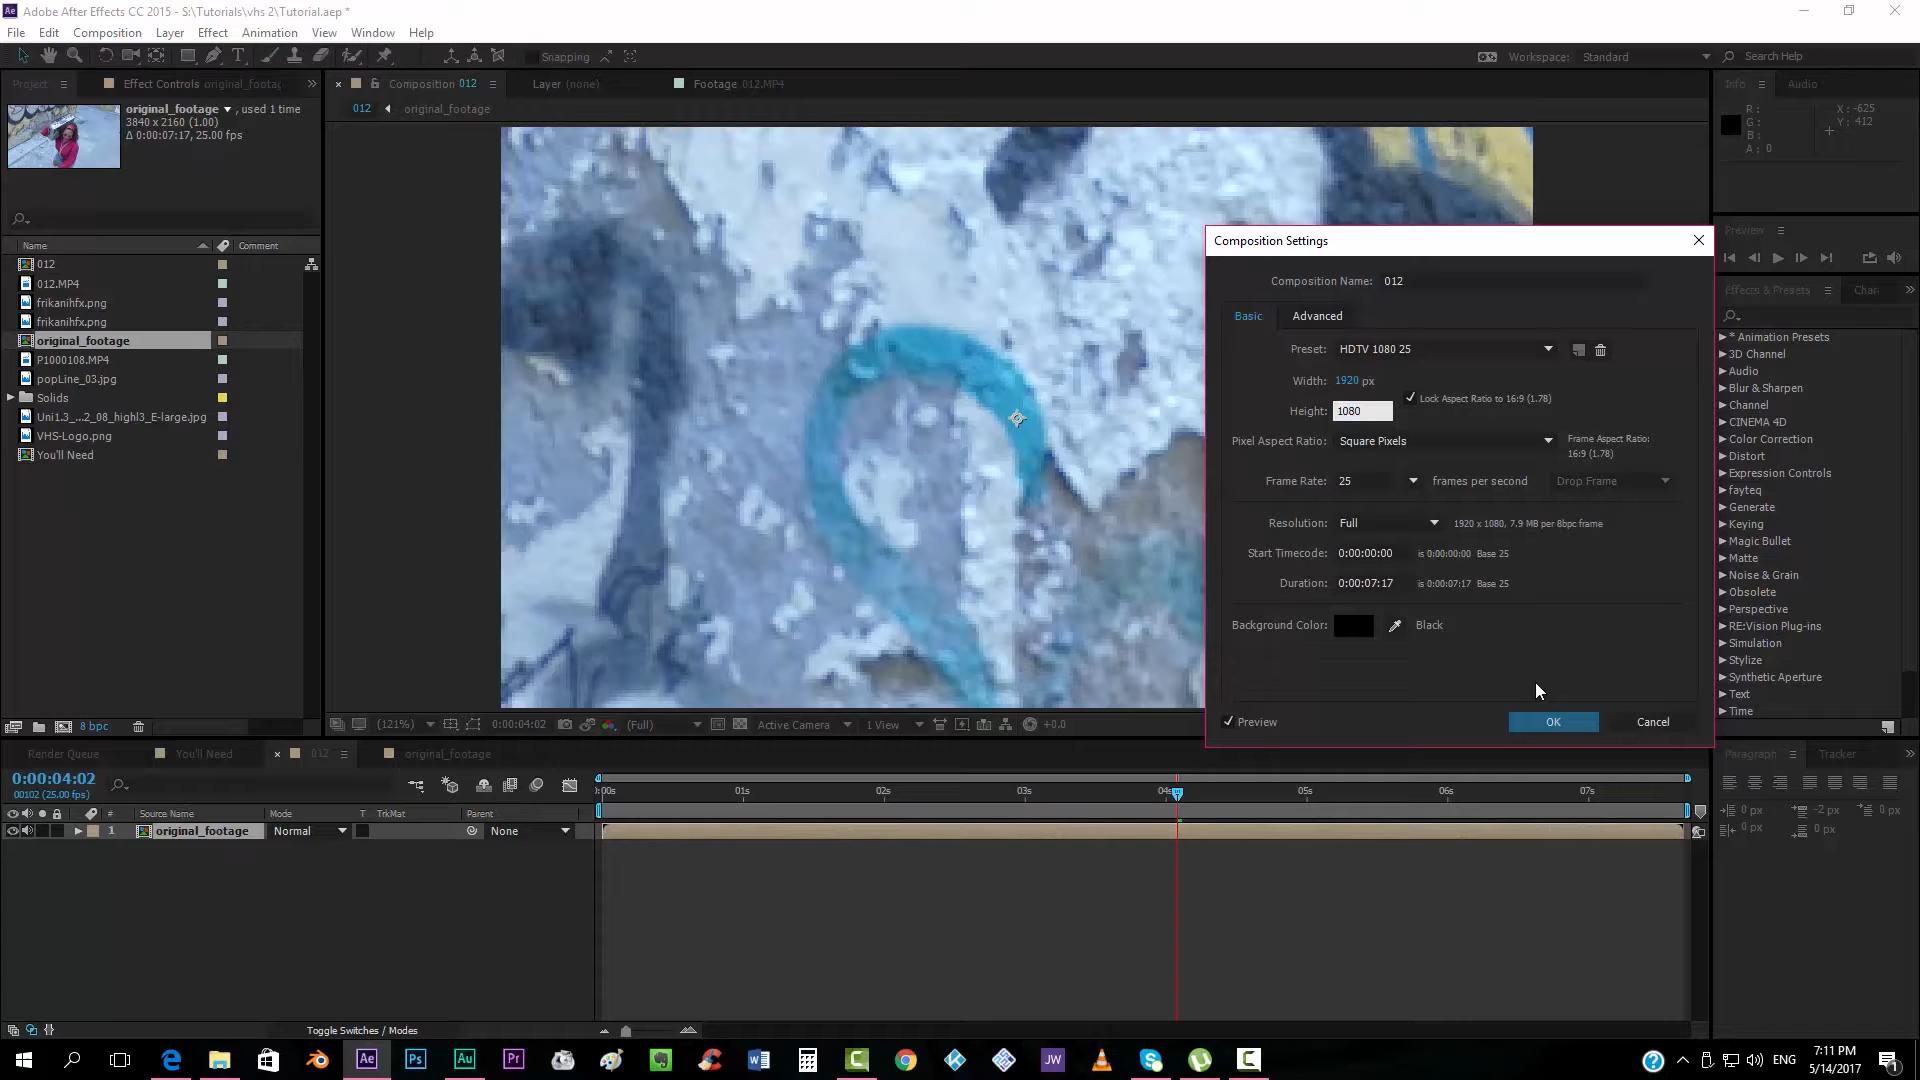 Adobe After Effects CC 2015 - S:\Tutorials\vhs 2\Tutorial.aep *
File Edit Composition Layer Effect Animation View Window Help
Snapping
Workspace: Standard
Search Help
Project
Effect Controls original_footag
Composition 012
Layer (none)
Footage 012.MP4
Info
Audio
original_footage , used 1 time
3840 x 2160 (1.00)
Δ 0:00:07:17, 25.00 fps
012 original_footage
R:
G:
B:
A: 0
X: -625
Y: 412
Composition Settings
Composition Name: 012
Basic Advanced
Preset: HDTV 1080 25
Width: 1920 px
Height: 1080
Lock Aspect Ratio to 16:9 (1.78)
Pixel Aspect Ratio: Square Pixels
Frame Aspect Ratio:
16:9 (1.78)
Frame Rate: 25 frames per second Drop Frame
Resolution: Full 1920 x 1080, 7.9 MB per 8bpc frame
Start Timecode: 0:00:00:00 is 0:00:00:00 Base 25
Duration: 0:00:07:17 is 0:00:07:17 Base 25
Background Color: Black
Preview
OK
Cancel
Name Comment
012
012.MP4
frikanihfx.png
frikanihfx.png
original_footage
P1000108.MP4
popLine_03.jpg
Solids
Uni1.3_...2_08_highl3_E-large.jpg
VHS-Logo.png
You'll Need
8 bpc
Preview
Effects & Presets
Char
* Animation Presets
3D Channel
Audio
Blur & Sharpen
Channel
CINEMA 4D
Color Correction
Distort
Expression Controls
fayteq
Generate
Keying
Magic Bullet
Matte
Noise & Grain
Obsolete
Perspective
RE:Vision Plug-ins
Simulation
Stylize
Synthetic Aperture
Text
Time
(121%) 0:00:04:02 (Full) Active Camera 1 View +0.0
Render Queue You'll Need 012 original_footage
0:00:04:02
00102 (25.00 fps)
# Source Name Mode T TrkMat Parent
1 original_footage Normal None
0:00s 01s 02s 03s 04s 05s 06s 07s
Paragraph
Tracker
0 px -2 px 0 px
0 px 0 px
Toggle Switches / Modes
Ae Ps Au Pr JW
ENG
7:11 PM
5/14/2017
1